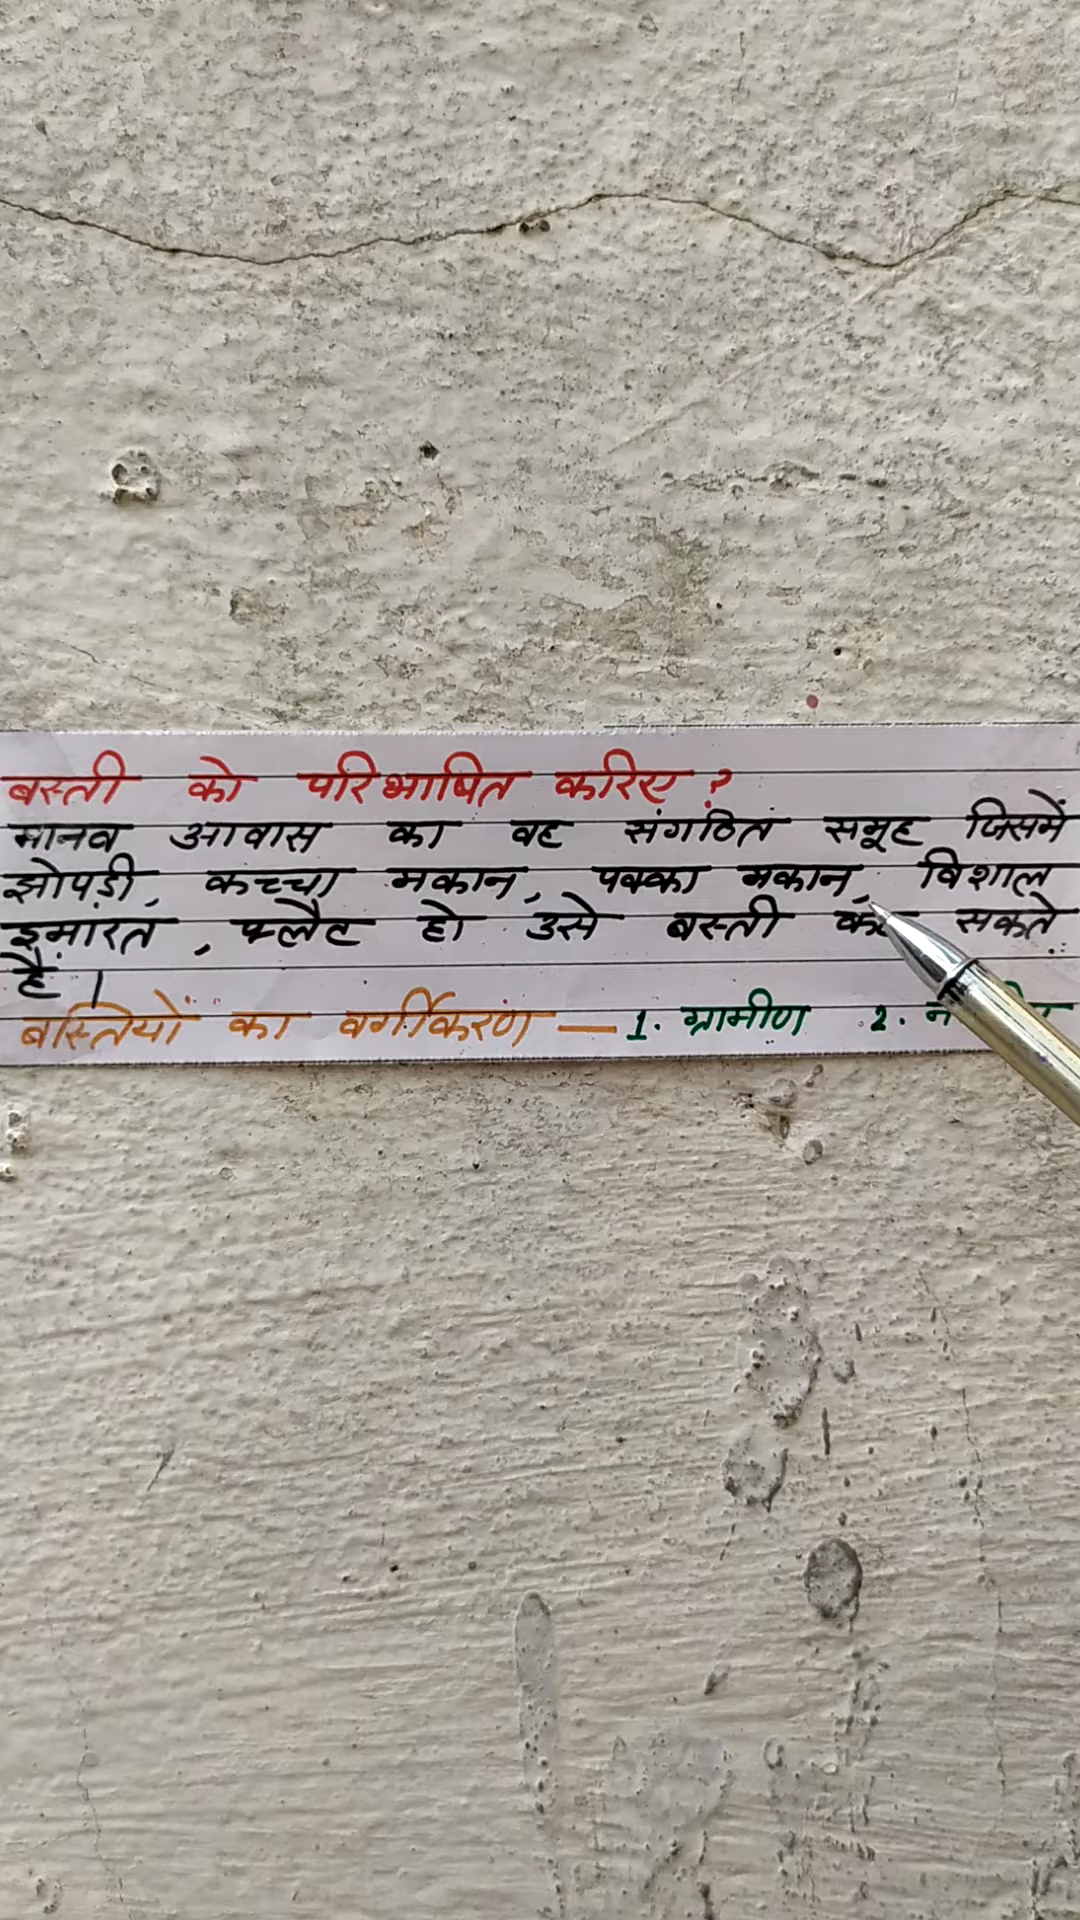 बस्ती को परिभाषित करिए ?
मानव आवास का वह संगठित समूह जिसमें
झोपड़ी, कच्चा मकान, पक्का मकान, विशाल
इमारत, फ्लैट हो उसे बस्ती कह सकते
हैं।
बस्तियों का वर्गीकरण — 1. ग्रामीण 2.